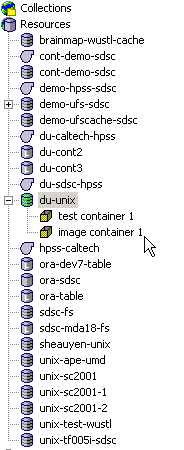 Collections
Resources
brainmap-wustl-cache
cont-demo-sdsc
cont-demo-sdsc
demo-hpss-sdsc
demo-ufs-sdsc
demo-ufscache-sdsc
du-caltech-hpss
du-cont2
du-cont3
du-sdsc-hpss
du-unix
test container 1
image container 1
hpss-caltech
ora-dev7-table
ora-sdsc
ora-table
sdsc-fs
sdsc-mda18-fs
sheauyen-unix
unix-ape-umd
unix-sc2001
unix-sc2001-1
unix-sc2001-2
unix-test-wustl
unix-tf005i-sdsc